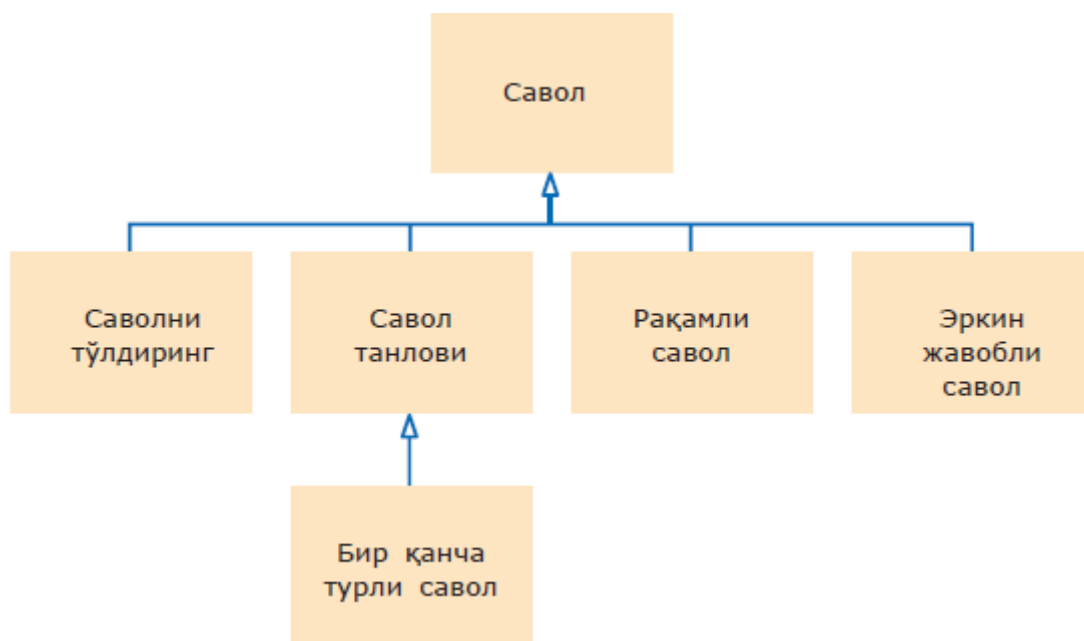 Савол
Саволни
тўлдиринг
Савол
танлови
Рақамли
савол
Эркин
жавобли
савол
Бир қанча
турли савол